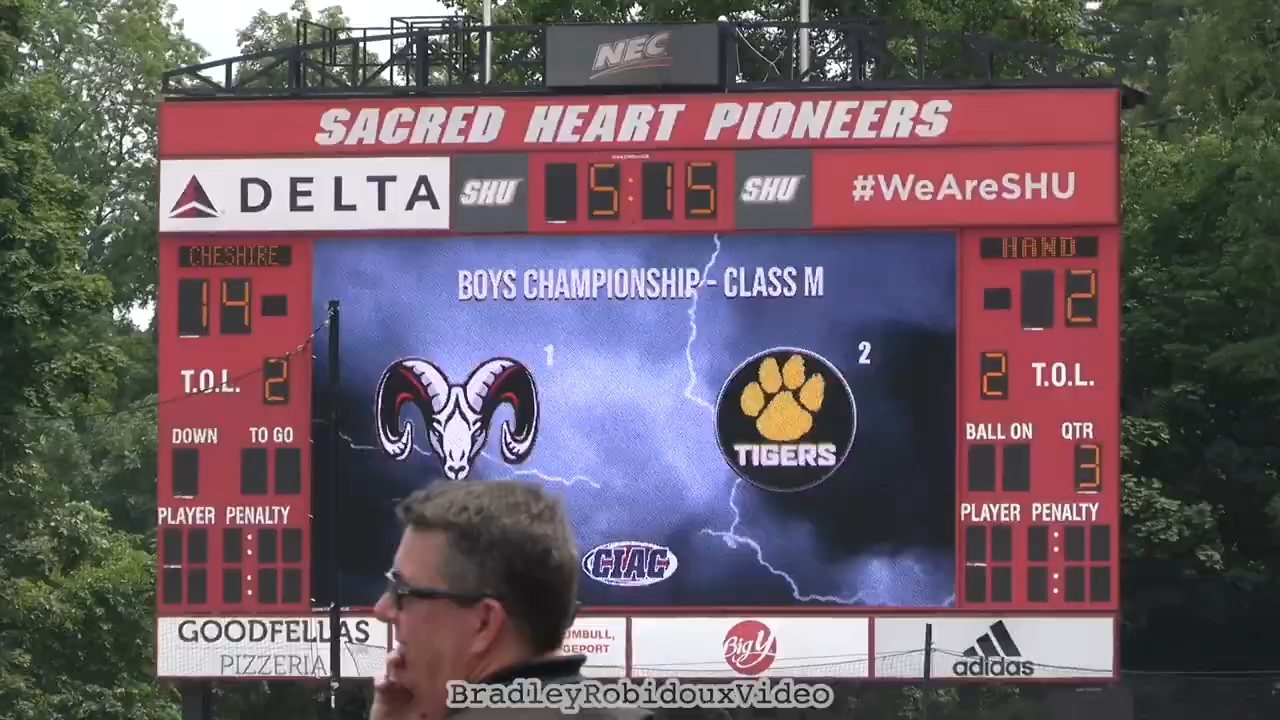 NEC
SACRED HEART PIONEERS
DELTA
SHU
5:15
SHU
#WeAreSHU
CHESHIRE
14
T.O.L. 2
DOWN TO GO
PLAYER PENALTY
BOYS CHAMPIONSHIP - CLASS M
1
2
TIGERS
CIAC
HAND
2
2 T.O.L.
BALL ON QTR
3
PLAYER PENALTY
GOODFELLAS
PIZZERIA
UMBULL,
GEPORT
Big Y
adidas
BradleyRobidouxVideo